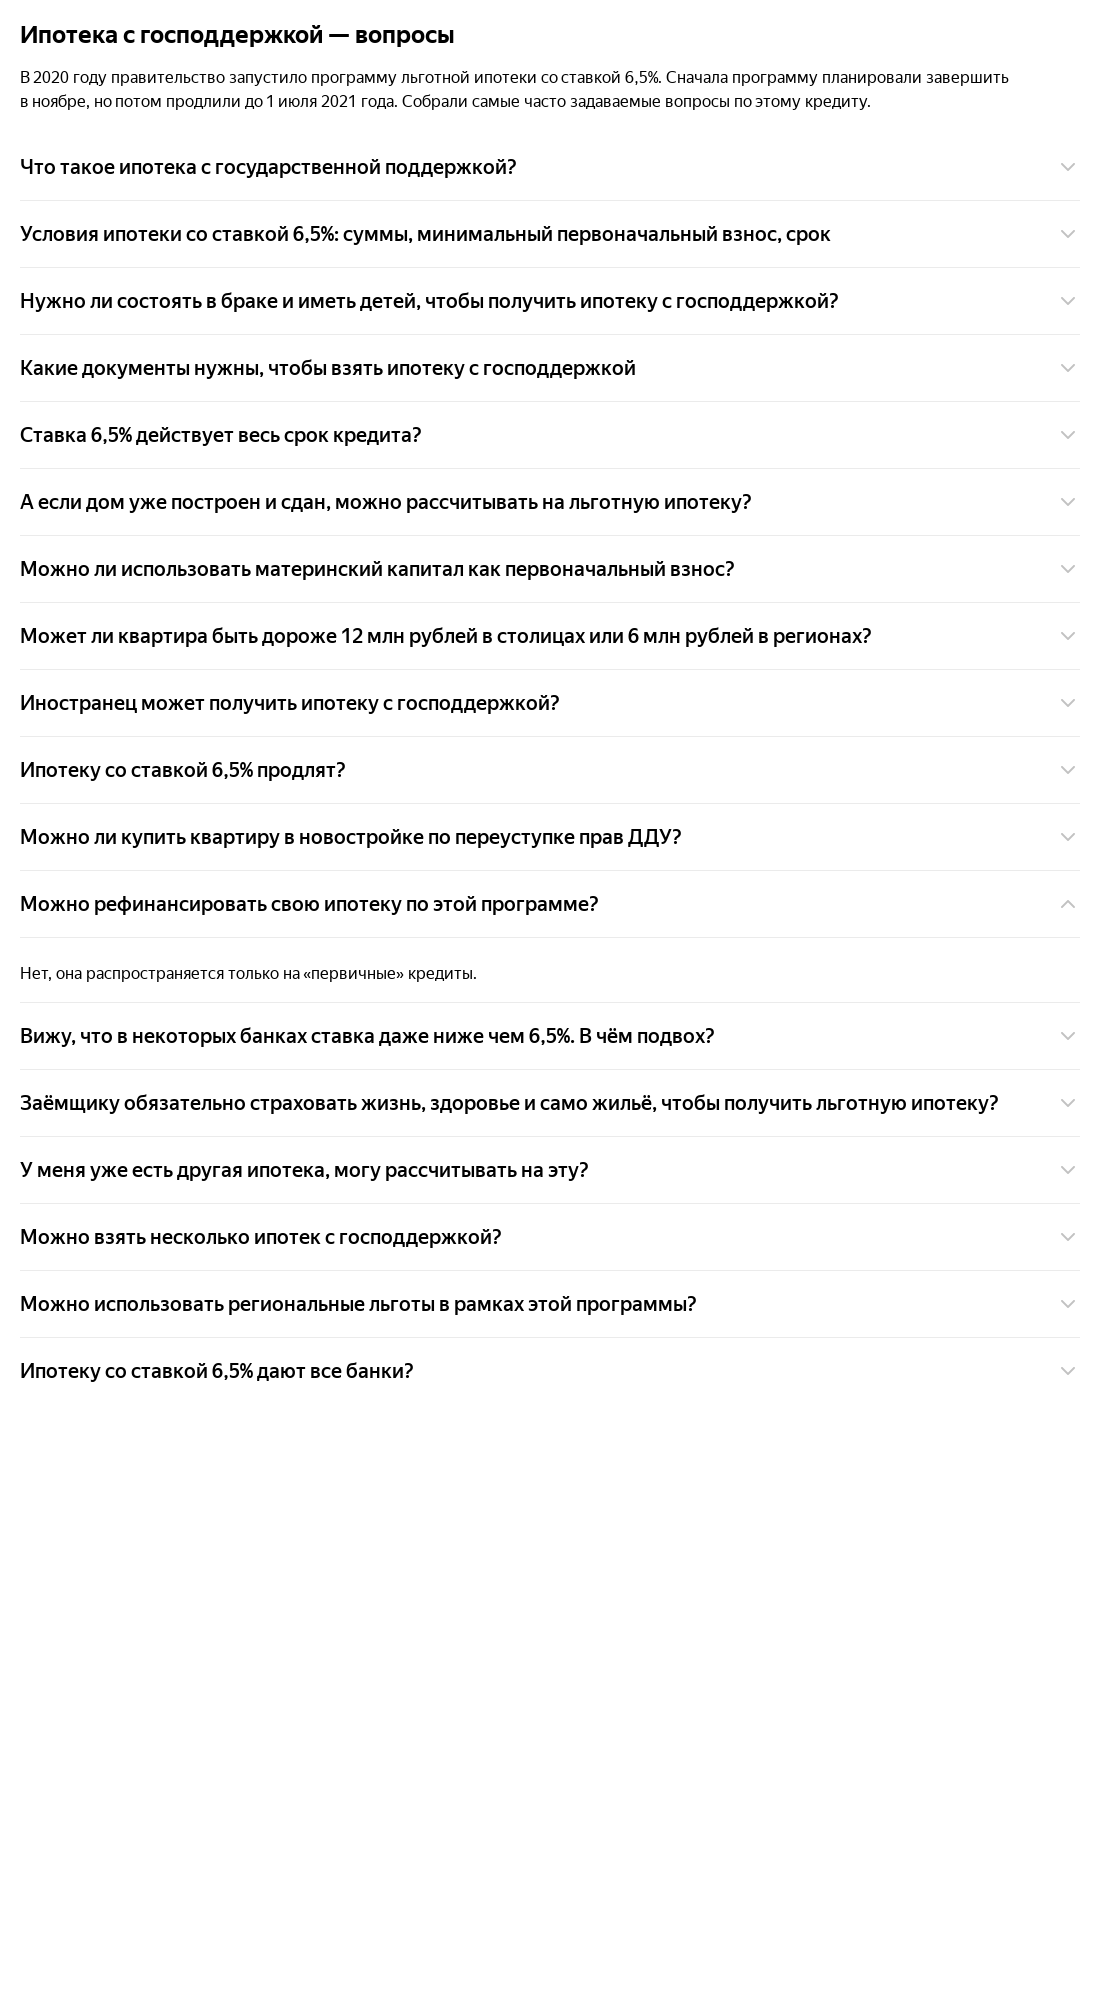 Ипотека с господдержкой — вопросы
В 2020 году правительство запустило программу льготной ипотеки со ставкой 6,5%. Сначала программу планировали завершить
в ноябре, но потом продлили до 1 июля 2021 года. Собрали самые часто задаваемые вопросы по этому кредиту.
Что такое ипотека с государственной поддержкой?
Условия ипотеки со ставкой 6,5%: суммы, минимальный первоначальный взнос, срок
Нужно ли состоять в браке и иметь детей, чтобы получить ипотеку с господдержкой?
Какие документы нужны, чтобы взять ипотеку с господдержкой
Ставка 6,5% действует весь срок кредита?
А если дом уже построен и сдан, можно рассчитывать на льготную ипотеку?
Можно ли использовать материнский капитал как первоначальный взнос?
Может ли квартира быть дороже 12 млн рублей в столицах или 6 млн рублей в регионах?
Иностранец может получить ипотеку с господдержкой?
Ипотеку со ставкой 6,5% продлят?
Можно ли купить квартиру в новостройке по переуступке прав ДДУ?
Можно рефинансировать свою ипотеку по этой программе?
Нет, она распространяется только на «первичные» кредиты.
Вижу, что в некоторых банках ставка даже ниже чем 6,5%. В чём подвох?
Заёмщику обязательно страховать жизнь, здоровье и само жильё, чтобы получить льготную ипотеку?
У меня уже есть другая ипотека, могу рассчитывать на эту?
Можно взять несколько ипотек с господдержкой?
Можно использовать региональные льготы в рамках этой программы?
Ипотеку со ставкой 6,5% дают все банки?